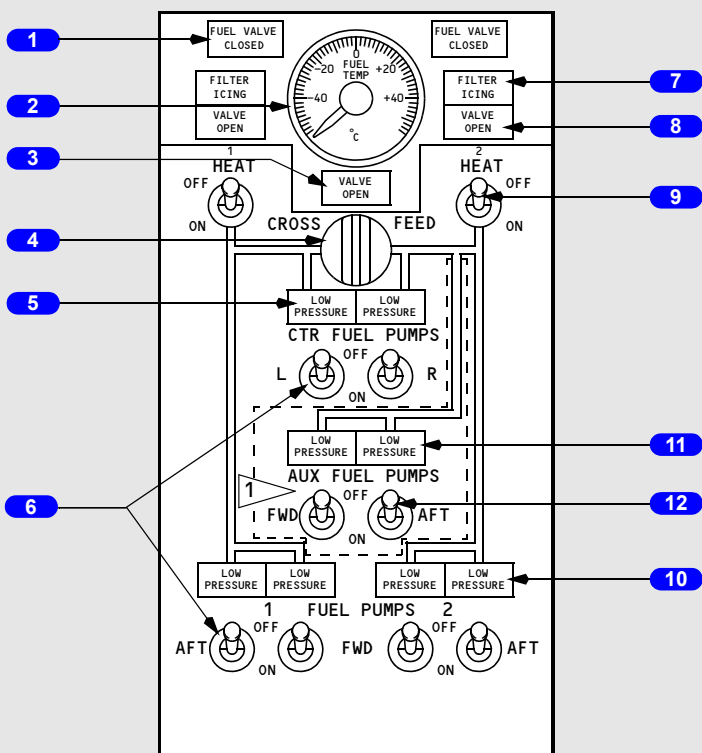 FUEL VALVE
CLOSED
FUEL VALVE
CLOSED
1
0
-20
+20
FUEL
TEMP
-40
+40
°C
FILTER
ICING
FILTER
ICING
7
2
VALVE
OPEN
VALVE
OPEN
8
3
VALVE
OPEN
1
HEAT
2
HEAT
OFF
OFF
9
ON
ON
CROSS
FEED
4
5
LOW
PRESSURE
LOW
PRESSURE
CTR FUEL PUMPS
OFF
L
R
ON
LOW
PRESSURE
LOW
PRESSURE
11
AUX FUEL PUMPS
1
OFF
12
6
FWD
AFT
ON
LOW
PRESSURE
LOW
PRESSURE
LOW
PRESSURE
LOW
PRESSURE
10
1 FUEL PUMPS 2
OFF
OFF
AFT
FWD
AFT
ON
ON